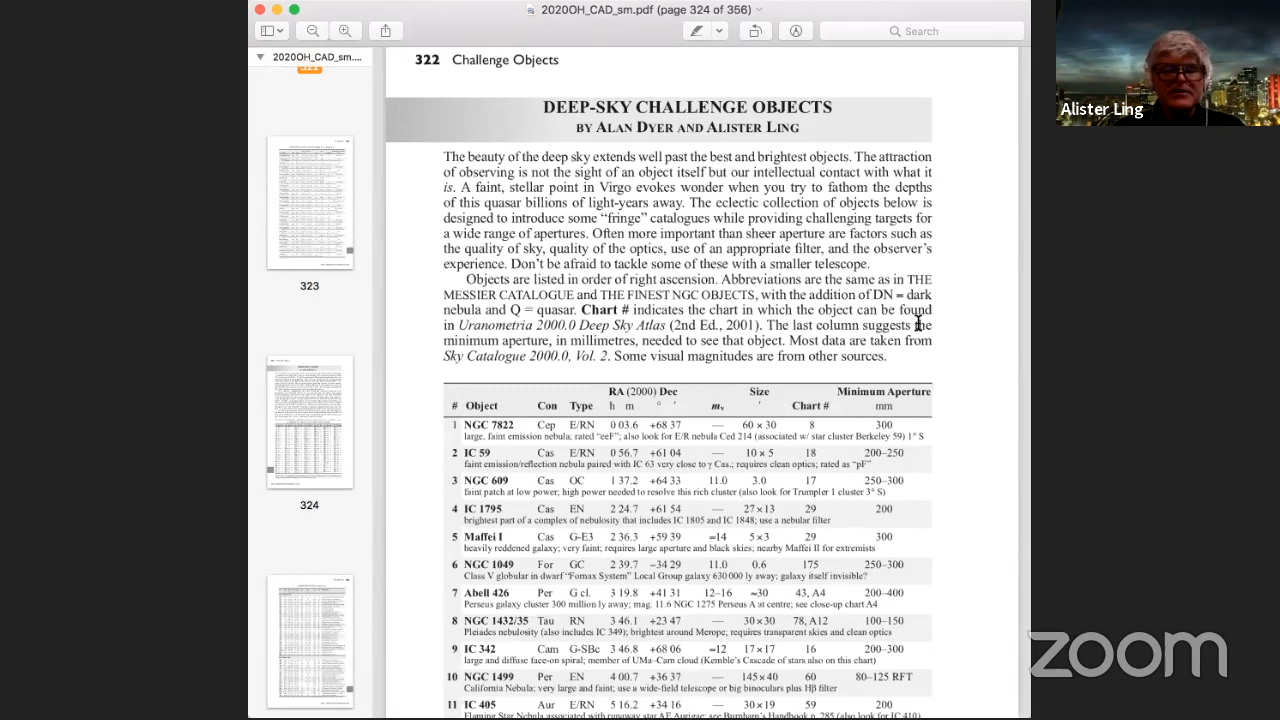 2020OH_CAD_sm.pdf (page 324 of 356)
Search
Alister Ling
2020OH_CAD_sm....
322
323
324
322 Challenge Objects
DEEP-SKY CHALLENGE OBJECTS
BY ALAN DYER AND ALISTER LING
The beauty of the deep sky extends well past the best and brightest objects. The attraction
of observing is not the sight of an object itself but our intellectual contact with what it
is. A faint, stellar point in Virgo evokes wonder when you try to fathom the depths
of this quasar billions of light-years away. The eclectic collection of objects below is
designed to introduce some "fringe" catalogues while providing challenging targets for
a wide range of apertures. Often more important than sheer aperture are factors such as
the quality of sky, quality of the optics, use of an appropriate filter, and the observer's
experience. Don't be afraid to tackle some of these with a smaller telescope.
Objects are listed in order of right ascension. Abbreviations are the same as in THE
MESSIER CATALOGUE and THE FINEST NGC OBJECTS, with the addition of DN = dark
nebula and Q = quasar. Chart # indicates the chart in which the object can be found
in Uranometria 2000.0 Deep Sky Atlas (2nd Ed., 2001). The last column suggests the
minimum aperture, in millimetres, needed to see that object. Most data are taken from
Sky Catalogue 2000.0, Vol. 2. Some visual magnitudes are from other sources.
RA (2000) Dec Size Minimum Aperture
# Objects Con Type h m ° ′ mv ′ Chart # mm
1 NGC 7822 Cep E/RN 0 03.6 +68 37 — 60 × 30 8 300
large, faint emission nebula; rated "eeF"; also look for E/R nebula Ced 214 (associated w/ star cluster Berkeley 59) 1° S
2 IC 59 Cas E/RN 0 56.7 +61 04 — 10 × 5 18 200–250
faint emission/reflection nebula paired with IC 63 very close to γ Cas.; requires clean optics; rated as "pF"
3 NGC 609 Cas OC 1 37.2 +64 33 11.0 3.0 17 250–300
faint patch at low power; high power needed to resolve this rich cluster (also look for Trumpler 1 cluster 3° S)
4 IC 1795 Cas EN 2 24.7 +61 54 — 27 × 13 29 200
brightest part of a complex of nebulosity that includes IC 1805 and IC 1848; use a nebular filter
5 Maffei I Cas G-E3 2 36.3 +59 39 ≈14 5 × 3 29 300
heavily reddened galaxy; very faint; requires large aperture and black skies; nearby Maffei II for extremists
6 NGC 1049 For GC 2 39.7 −34 29 11.0 0.6 175 250–300
Class V globular in dwarf "Fornax System" Local Group galaxy 630 000 ly away; galaxy itself invisible?
7 Abell 426 Per Gs 3 19.8 +41 31 12–16 30 43, A4 200–400
Perseus galaxy cluster 300 million ly away; mag. 11.6 NGC 1275 Perseus A at centre; see close-up chart A4
8 NGC 1432/35 Tau RN 3 46.1 +23 47 — 30 × 30 78, A12 100–150
Pleiades nebulosity (also includes IC 349); brightest around Merope; requires transparent skies and clean optics
9 IC 342 Cam 3 46.8 +68 06 12 17 × 17 16 200–300
large and diffuse face-on spiral; member of UMa–Cam cloud (Kemble's Cascade of stars also on this chart)
10 NGC 1499 Per EN 4 00.7 +36 37 — 145 × 40 60 80–125 RFT
California Nebula; very large and faint; use a wide-field telescope or big binoculars plus Hβ filter
11 IC 405 Aur E/RN 5 16.2 +34 16 — 30 × 19 59 200
Flaming Star Nebula associated with runaway star AE Aurigae; see Burnham's Handbook p. 285 (also look for IC 410)
zoom